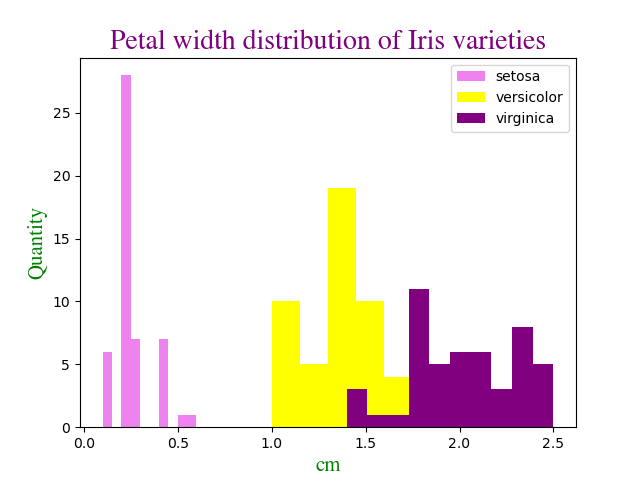 Petal width distribution of Iris varieties
setosa
versicolor
virginica
Quantity
25
20
15
10
5
0
0.0 0.5 1.0 1.5 2.0 2.5
cm